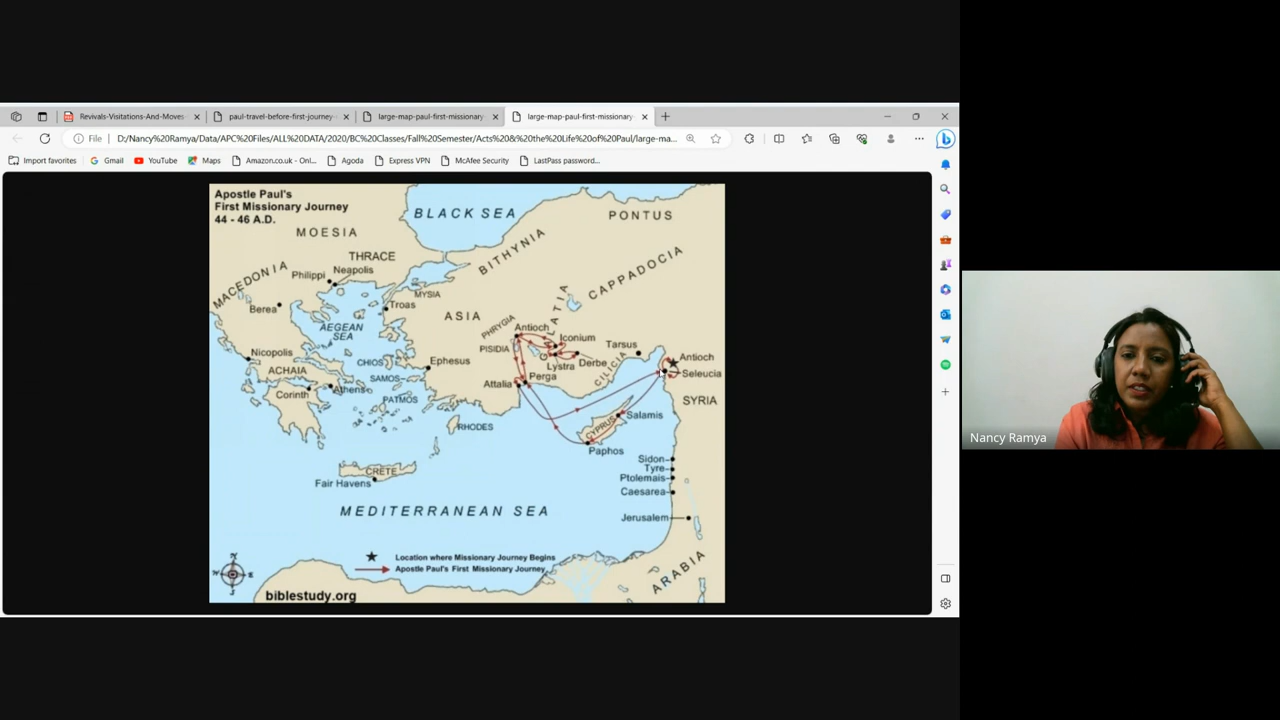 Revivals-Visitations-And-Moves
paul-travel-before-first-journey
large-map-paul-first-missionary
large-map-paul-first-missionary
File
D:/Nancy%20Ramya/Data/APC%20Files/ALL%20DATA/2020/BC%20Classes/Fall%20Semester/Acts%20&%20the%20Life%20of%20Paul/large-ma...
Import favorites
Gmail
YouTube
Maps
Amazon.co.uk - Onl...
Agoda
Express VPN
McAfee Security
LastPass password...
Apostle Paul's
First Missionary Journey
44 - 46 A.D.
BLACK SEA
PONTUS
MOESIA
THRACE
BITHYNIA
CAPPADOCIA
MACEDONIA
Philippi
Neapolis
MYSIA
Berea
Troas
ASIA
GALATIA
PHRYGIA
Antioch
AEGEAN
SEA
Iconium
PISIDIA
Tarsus
Nicopolis
Antioch
CHIOS
Ephesus
Lystra
Derbe
CILICIA
ACHAIA
Seleucia
SAMOS
Perga
Attalia
Athens
Corinth
PATMOS
SYRIA
RHODES
CYPRUS
Salamis
Paphos
Sidon
Tyre
CRETE
Ptolemais
Fair Havens
Caesarea
MEDITERRANEAN SEA
Jerusalem
Location where Missionary Journey Begins
Apostle Paul's First Missionary Journey
ARABIA
N
W
E
S
biblestudy.org
Nancy Ramya